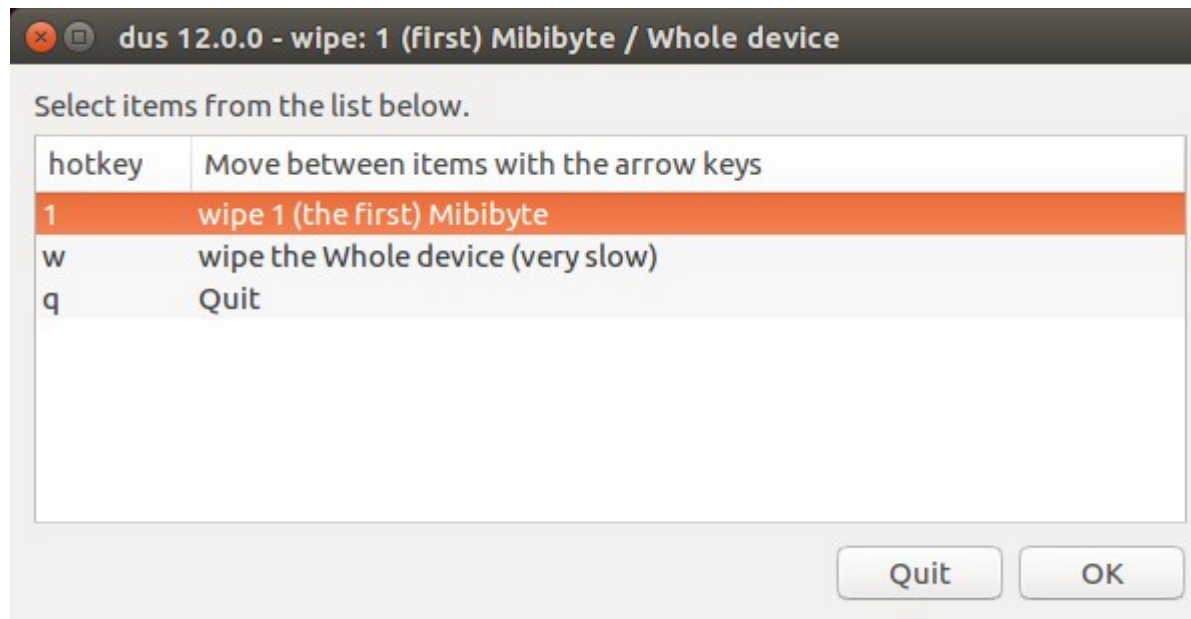 dus 12.0.0 - wipe: 1 (first) Mibibyte / Whole device
Select items from the list below.
hotkey Move between items with the arrow keys
1 wipe 1 (the first) Mibibyte
w wipe the Whole device (very slow)
q Quit
Quit OK